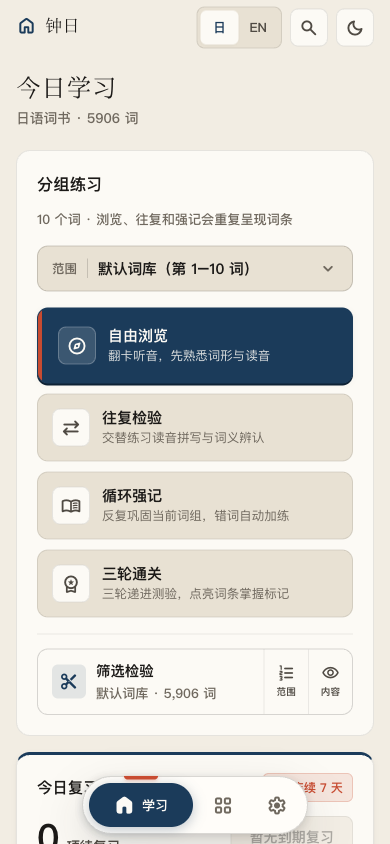 钟日
日 EN
今日学习
日语词书 · 5906 词
分组练习
10 个词 · 浏览、往复和强记会重复呈现词条
范围 默认词库（第 1—10 词）
自由浏览
翻卡听音，先熟悉词形与读音
往复检验
交替练习读音拼写与词义辨认
循环强记
反复巩固当前词组，错词自动加练
三轮通关
三轮递进测验，点亮词条掌握标记
筛选检验
默认词库 · 5,906 词
范围
内容
今日复
续 7 天
学习
0
暂无到期复习